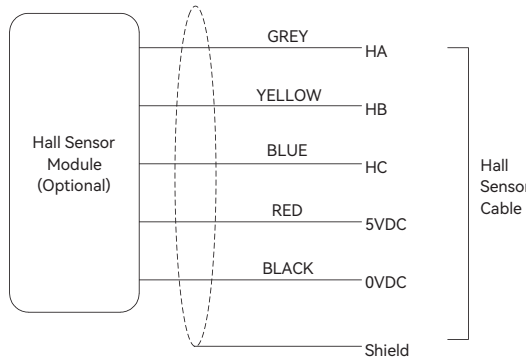 GREY
HA
YELLOW
HB
Hall Sensor
Module
(Optional)
BLUE
HC
Hall
Sensor
Cable
RED
5VDC
BLACK
0VDC
Shield